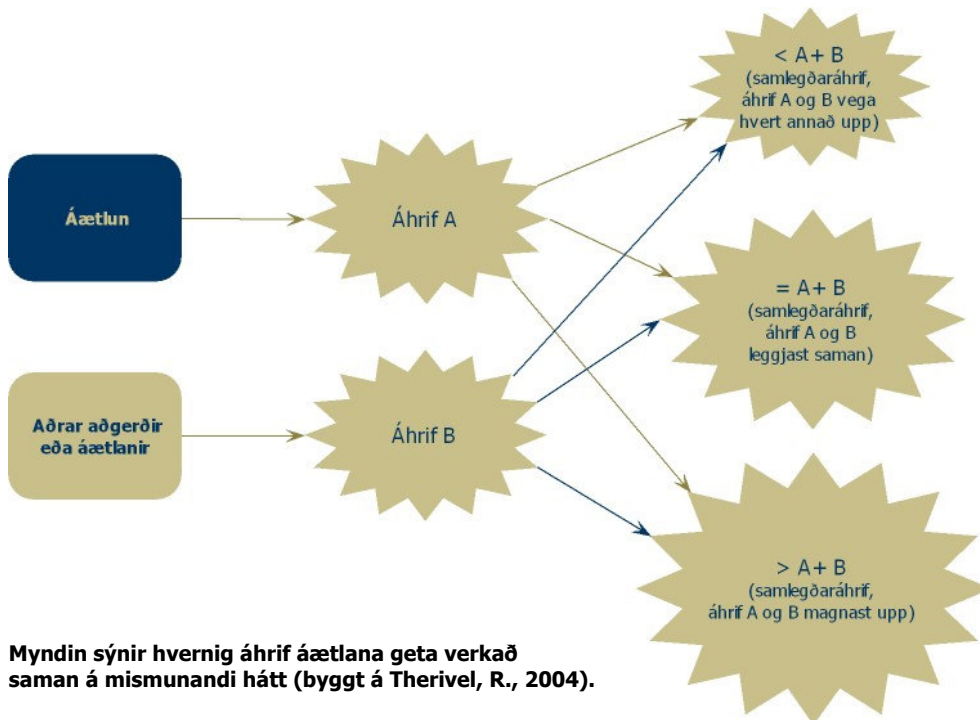 Áætlun
Áhrif A
< A+ B
(samlegðaráhrif,
áhrif A og B vega
hvert annað upp)
= A+ B
(samlegðaráhrif,
áhrif A og B
leggjast saman)
Aðrar aðgerðir
eða áætlanir
Áhrif B
> A+ B
(samlegðaráhrif,
áhrif A og B magnast upp)
Myndin sýnir hvernig áhrif áætlana geta verkað
saman á mismunandi hátt (byggt á Therivel, R., 2004).